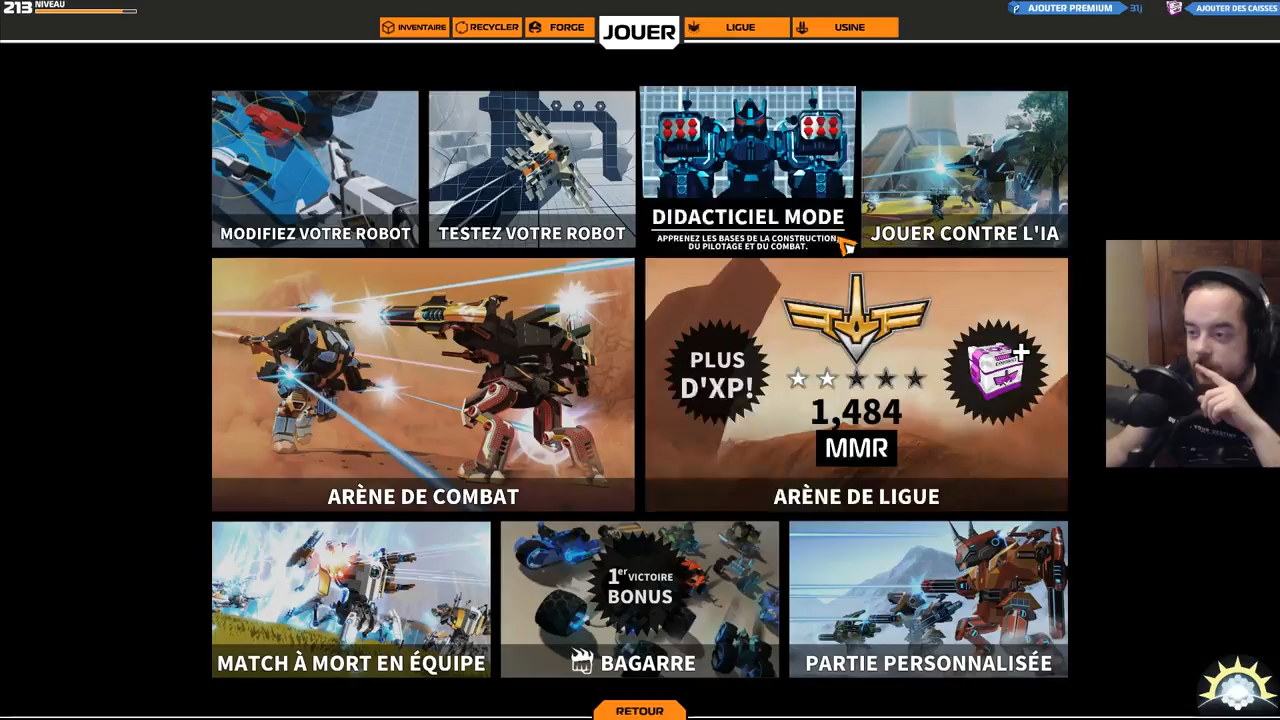 213 NIVEAU
AJOUTER PREMIUM 31j
AJOUTER DES CAISSES
INVENTAIRE
RECYCLER
FORGE
JOUER
LIGUE
USINE
MODIFIEZ VOTRE ROBOT
TESTEZ VOTRE ROBOT
DIDACTICIEL MODE
APPRENEZ LES BASES DE LA CONSTRUCTION,
DU PILOTAGE ET DU COMBAT.
JOUER CONTRE L'IA
ARÈNE DE COMBAT
PLUS
D'XP!
1,484
MMR
ARÈNE DE LIGUE
MATCH À MORT EN ÉQUIPE
1er VICTOIRE
BONUS
BAGARRE
PARTIE PERSONNALISÉE
RETOUR